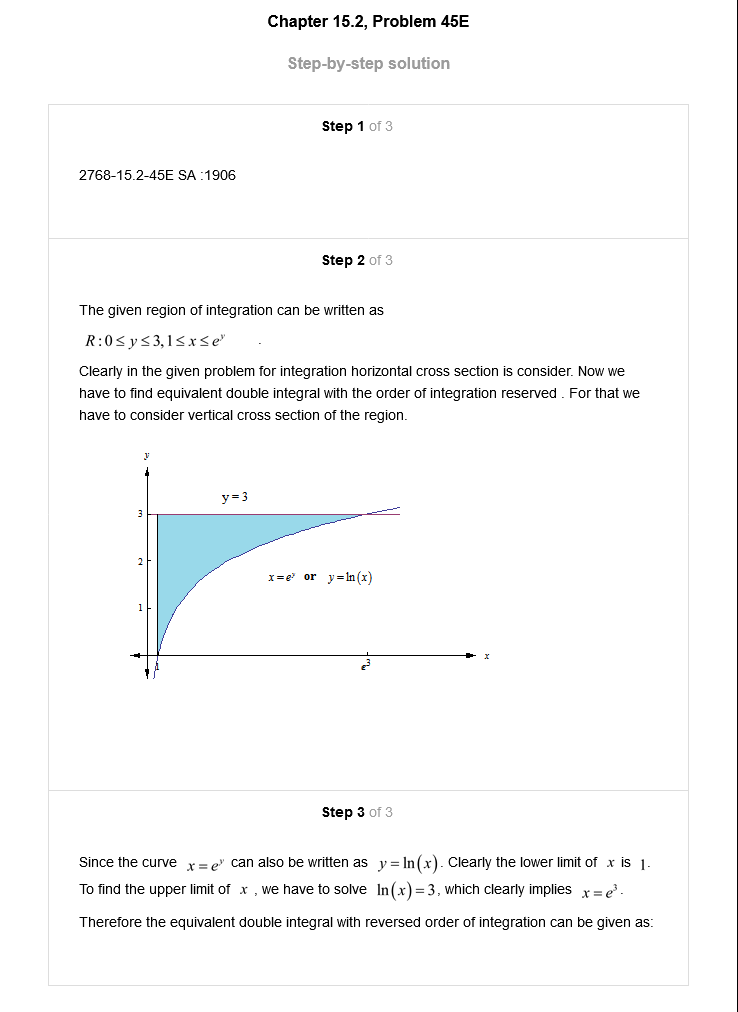 Chapter 15.2, Problem 45E
Step-by-step solution
Step 1 of 3
2768-15.2-45E SA :1906
Step 2 of 3
The given region of integration can be written as
R:0≤y≤3,1≤x≤eʸ .
Clearly in the given problem for integration horizontal cross section is consider. Now we
have to find equivalent double integral with the order of integration reserved . For that we
have to consider vertical cross section of the region.
y
y=3
3
2
x=eʸ or y=ln(x)
1
x
1
e³
Step 3 of 3
Since the curve x=eʸ can also be written as y=ln(x). Clearly the lower limit of x is 1.
To find the upper limit of x , we have to solve ln(x)=3, which clearly implies x=e³.
Therefore the equivalent double integral with reversed order of integration can be given as: